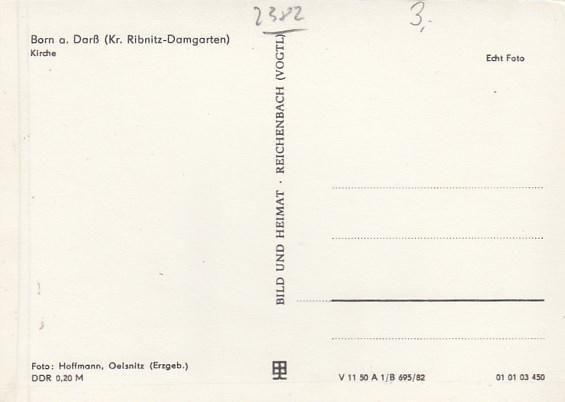 2382
3,-
Born a. Darß (Kr. Ribnitz-Damgarten)
Kirche
Echt Foto
BILD UND HEIMAT · REICHENBACH (VOGTL)
Foto: Hoffmann, Oelsnitz (Erzgeb.)
DDR 0,20 M
V 11 50 A 1/B 695/82
01 01 03 450